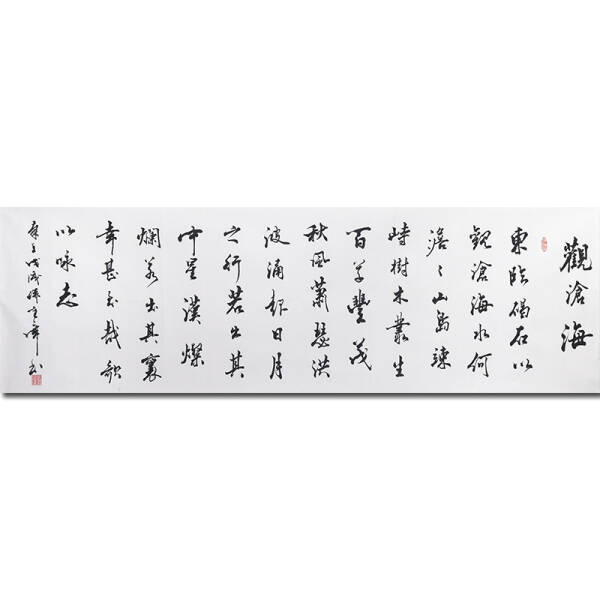 觀滄海
東臨碣石以
觀滄海水何
澹〻山島竦
峙樹木叢生
百草豐茂
秋風蕭瑟洪
波涌起日月
之行若出其
中星漢燦
爛若出其裏
幸甚至哉歌
以咏志